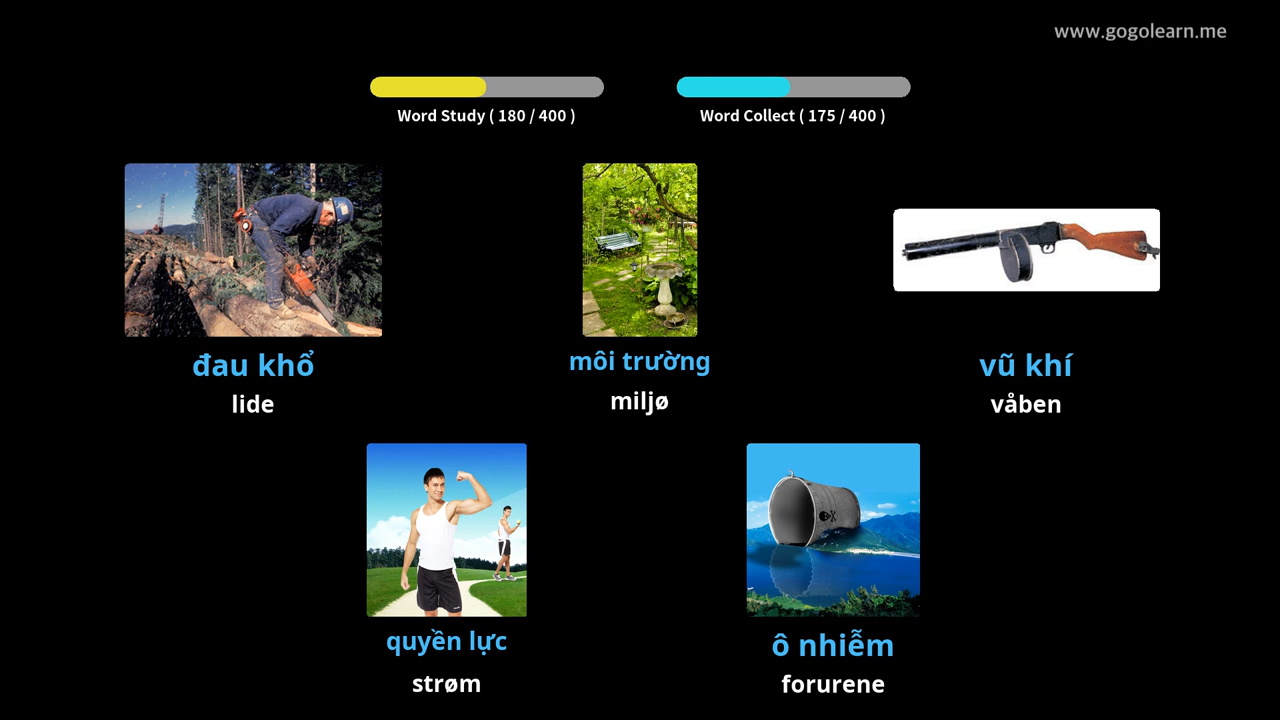 www.gogolearn.me
Word Study ( 180 / 400 )
Word Collect ( 175 / 400 )
đau khổ
lide
môi trường
miljø
vũ khí
våben
quyền lực
strøm
ô nhiễm
forurene